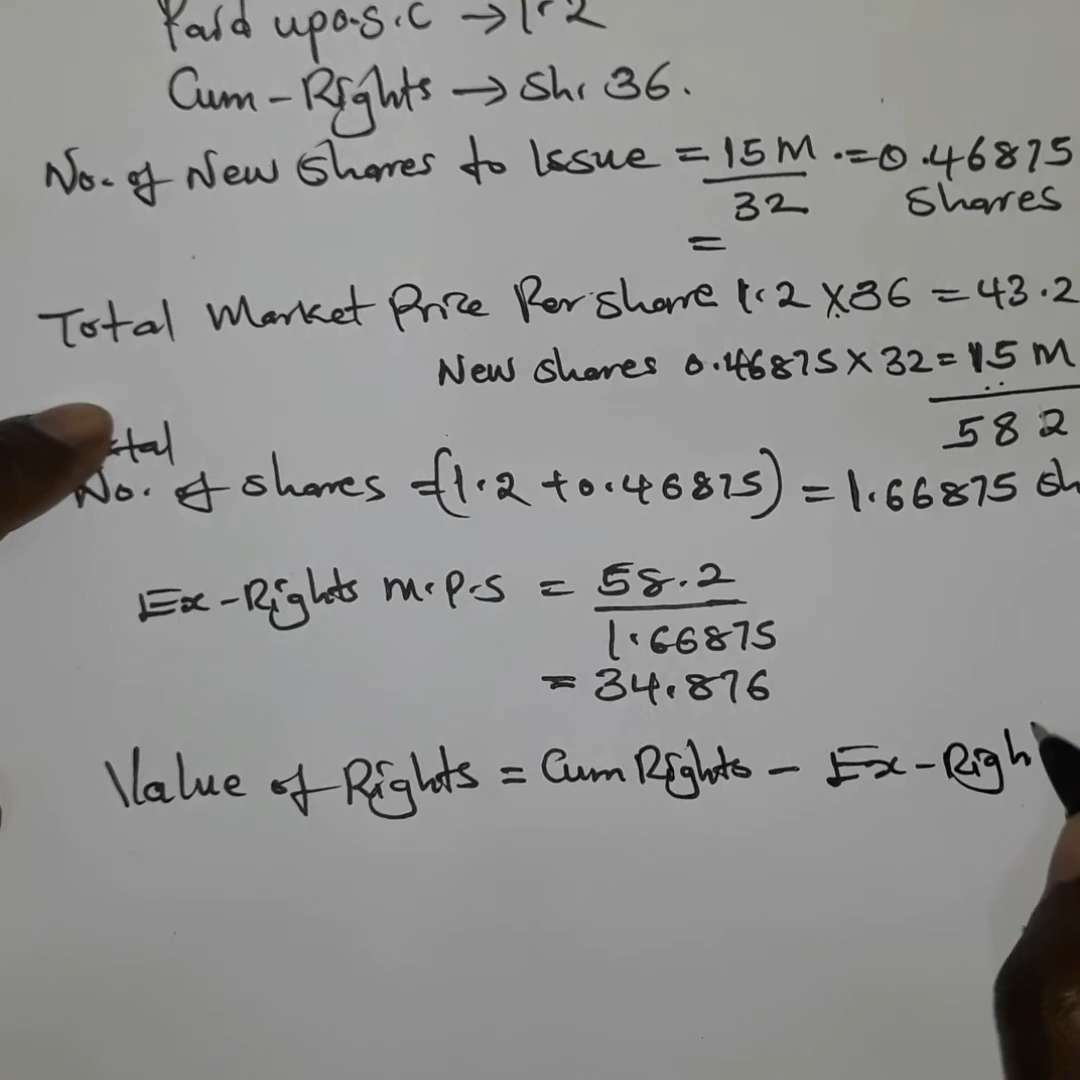 Paid up o.s.c → 1.2
Cum-Rights → Sh. 36.
No. of New Shares to Issue = 15M = 0.46875
32 Shares
=
Total Market Price Per share 1.2 x 36 = 43.2
New shares 0.46875 x 32 = 15 M
58 2
tal
No. of shares = (1.2 + 0.46875) = 1.66875 Sh
Ex-Rights M.P.S = 58.2
1.66875
= 34.876
Value of Rights = Cum Rights - Ex-Righ